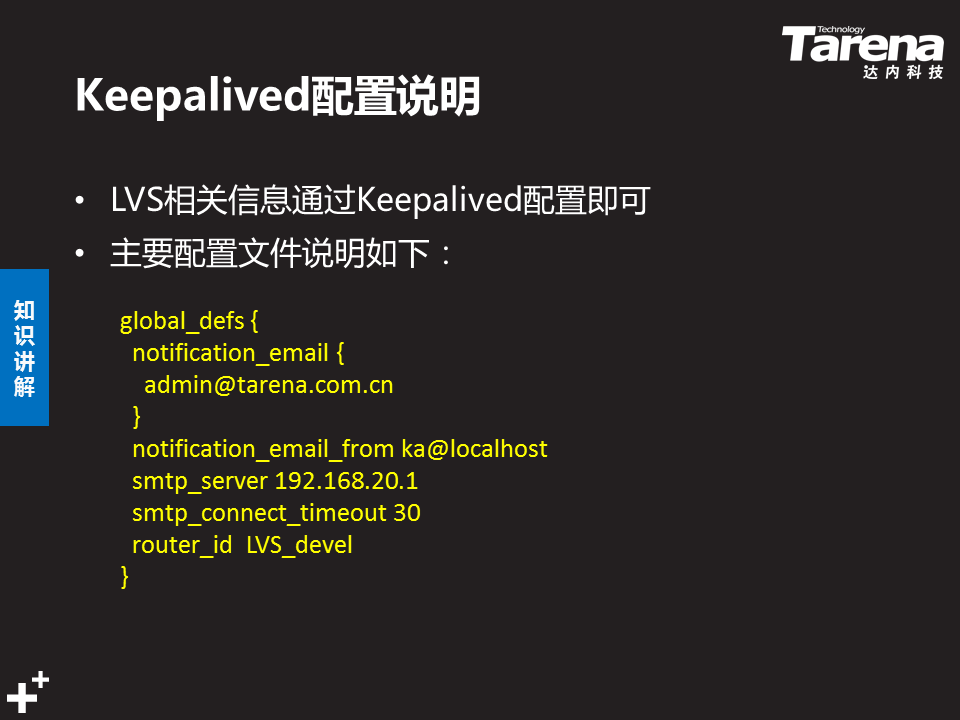 Technology
Tarena
达内科技
Keepalived配置说明
• LVS相关信息通过Keepalived配置即可
• 主要配置文件说明如下：
知识讲解
global_defs {
notification_email {
admin@tarena.com.cn
}
notification_email_from ka@localhost
smtp_server 192.168.20.1
smtp_connect_timeout 30
router_id  LVS_devel
}